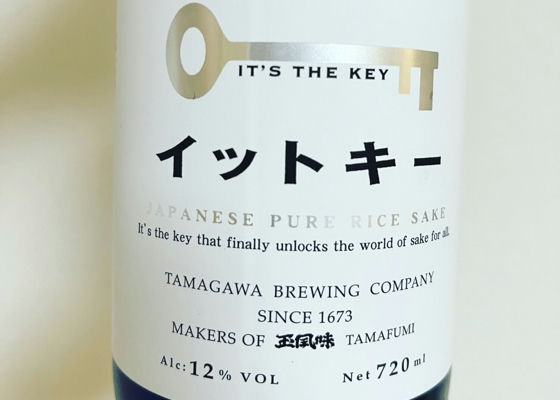 IT'S THE KEY
イットキー
JAPANESE PURE RICE SAKE
It's the key that finally unlocks the world of sake for all.
TAMAGAWA BREWING COMPANY
SINCE 1673
MAKERS OF 玉風味 TAMAFUMI
Alc:12% VOL Net 720ml